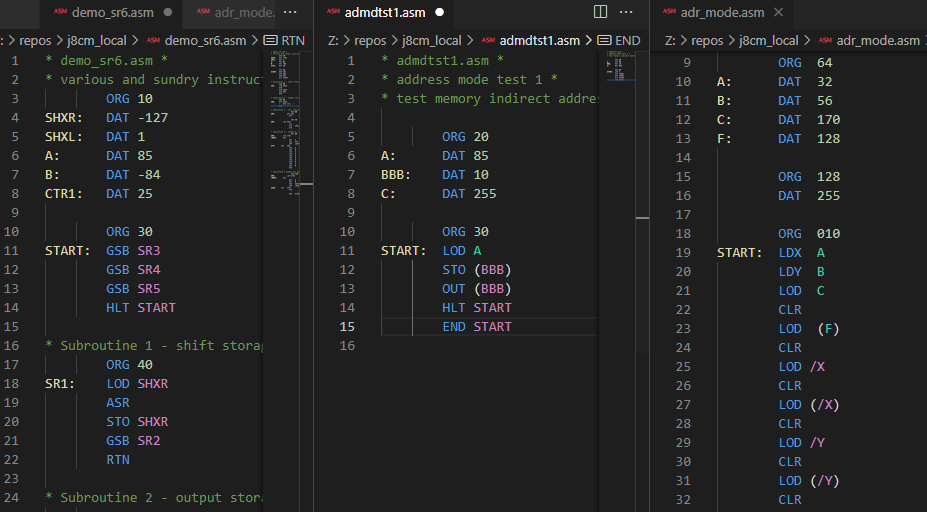 ASM demo_sr6.asm
ASM adr_mode.
: > repos > j8cm_local > ASM demo_sr6.asm > RTN
1 * demo_sr6.asm *
2 * various and sundry instruct
3 ORG 10
4 SHXR: DAT -127
5 SHXL: DAT 1
6 A: DAT 85
7 B: DAT -84
8 CTR1: DAT 25
9
10 ORG 30
11 START: GSB SR3
12 GSB SR4
13 GSB SR5
14 HLT START
15
16 * Subroutine 1 - shift storag
17 ORG 40
18 SR1: LOD SHXR
19 ASR
20 STO SHXR
21 GSB SR2
22 RTN
23
24 * Subroutine 2 - output stora
ASM admdtst1.asm
Z: > repos > j8cm_local > ASM admdtst1.asm > END
1 * admdtst1.asm *
2 * address mode test 1 *
3 * test memory indirect addre
4
5 ORG 20
6 A: DAT 85
7 BBB: DAT 10
8 C: DAT 255
9
10 ORG 30
11 START: LOD A
12 STO (BBB)
13 OUT (BBB)
14 HLT START
15 END START
16
ASM adr_mode.asm
Z: > repos > j8cm_local > ASM adr_mode.asm
9 ORG 64
10 A: DAT 32
11 B: DAT 56
12 C: DAT 170
13 F: DAT 128
14
15 ORG 128
16 DAT 255
17
18 ORG 010
19 START: LDX A
20 LDY B
21 LOD C
22 CLR
23 LOD (F)
24 CLR
25 LOD /X
26 CLR
27 LOD (/X)
28 CLR
29 LOD /Y
30 CLR
31 LOD (/Y)
32 CLR